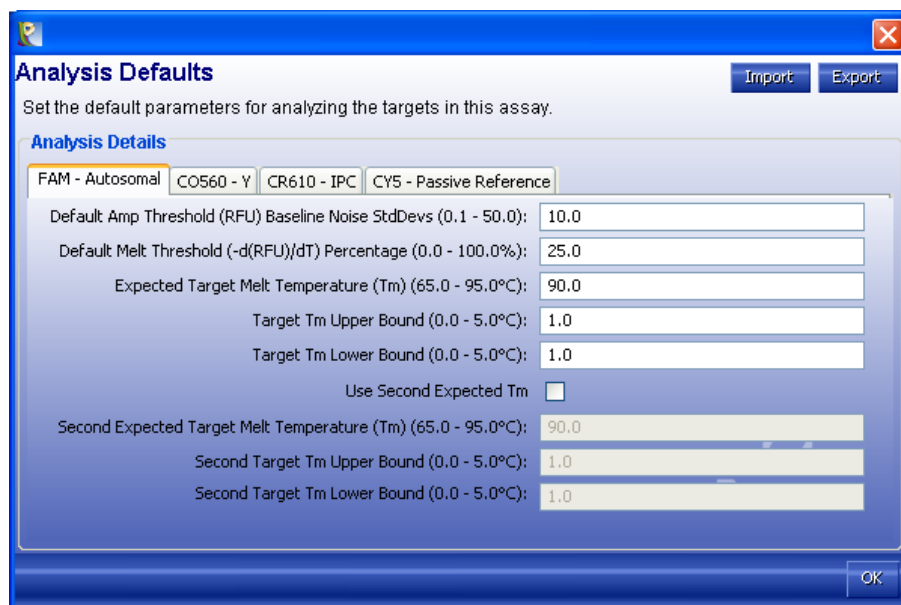 Analysis Defaults
Import Export
Set the default parameters for analyzing the targets in this assay.
Analysis Details
FAM - Autosomal CO560 - Y CR610 - IPC CY5 - Passive Reference
Default Amp Threshold (RFU) Baseline Noise StdDevs (0.1 - 50.0): 10.0
Default Melt Threshold (-d(RFU)/dT) Percentage (0.0 - 100.0%): 25.0
Expected Target Melt Temperature (Tm) (65.0 - 95.0°C): 90.0
Target Tm Upper Bound (0.0 - 5.0°C): 1.0
Target Tm Lower Bound (0.0 - 5.0°C): 1.0
Use Second Expected Tm
Second Expected Target Melt Temperature (Tm) (65.0 - 95.0°C): 90.0
Second Target Tm Upper Bound (0.0 - 5.0°C): 1.0
Second Target Tm Lower Bound (0.0 - 5.0°C): 1.0
OK